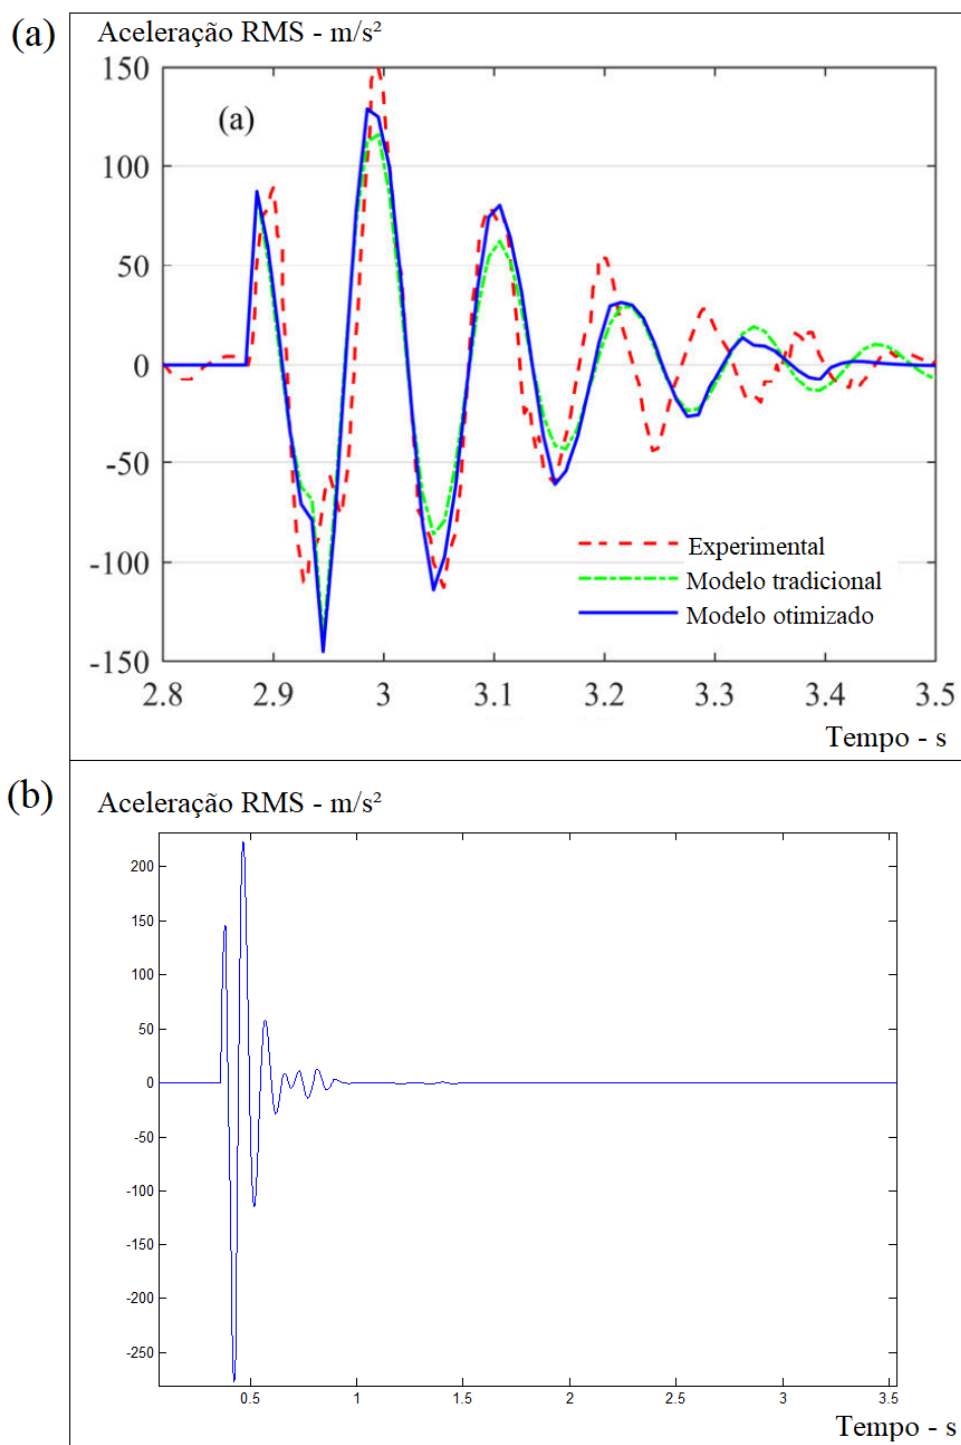 (a)
Aceleração RMS - m/s²
150
(a)
100
50
0
-50
Experimental
-100
Modelo tradicional
Modelo otimizado
-150
2.8 2.9 3 3.1 3.2 3.3 3.4 3.5
Tempo - s
(b)
Aceleração RMS - m/s²
200
150
100
50
0
-50
-100
-150
-200
-250
0.5 1 1.5 2 2.5 3 3.5
Tempo - s